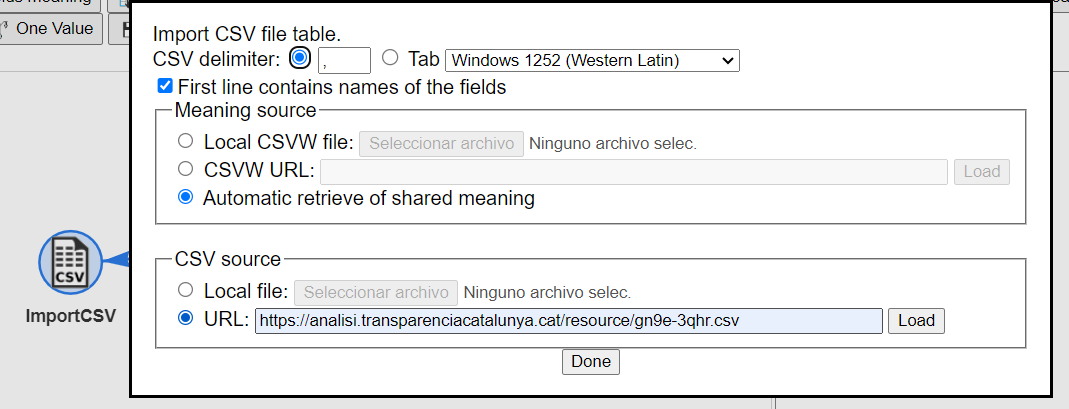 One Value
Import CSV file table.
CSV delimiter: , Tab Windows 1252 (Western Latin)
First line contains names of the fields
Meaning source
Local CSVW file: Seleccionar archivo Ninguno archivo selec.
CSVW URL: Load
Automatic retrieve of shared meaning
CSV source
Local file: Seleccionar archivo Ninguno archivo selec.
URL: https://analisi.transparenciacatalunya.cat/resource/gn9e-3qhr.csv Load
Done
CSV
ImportCSV